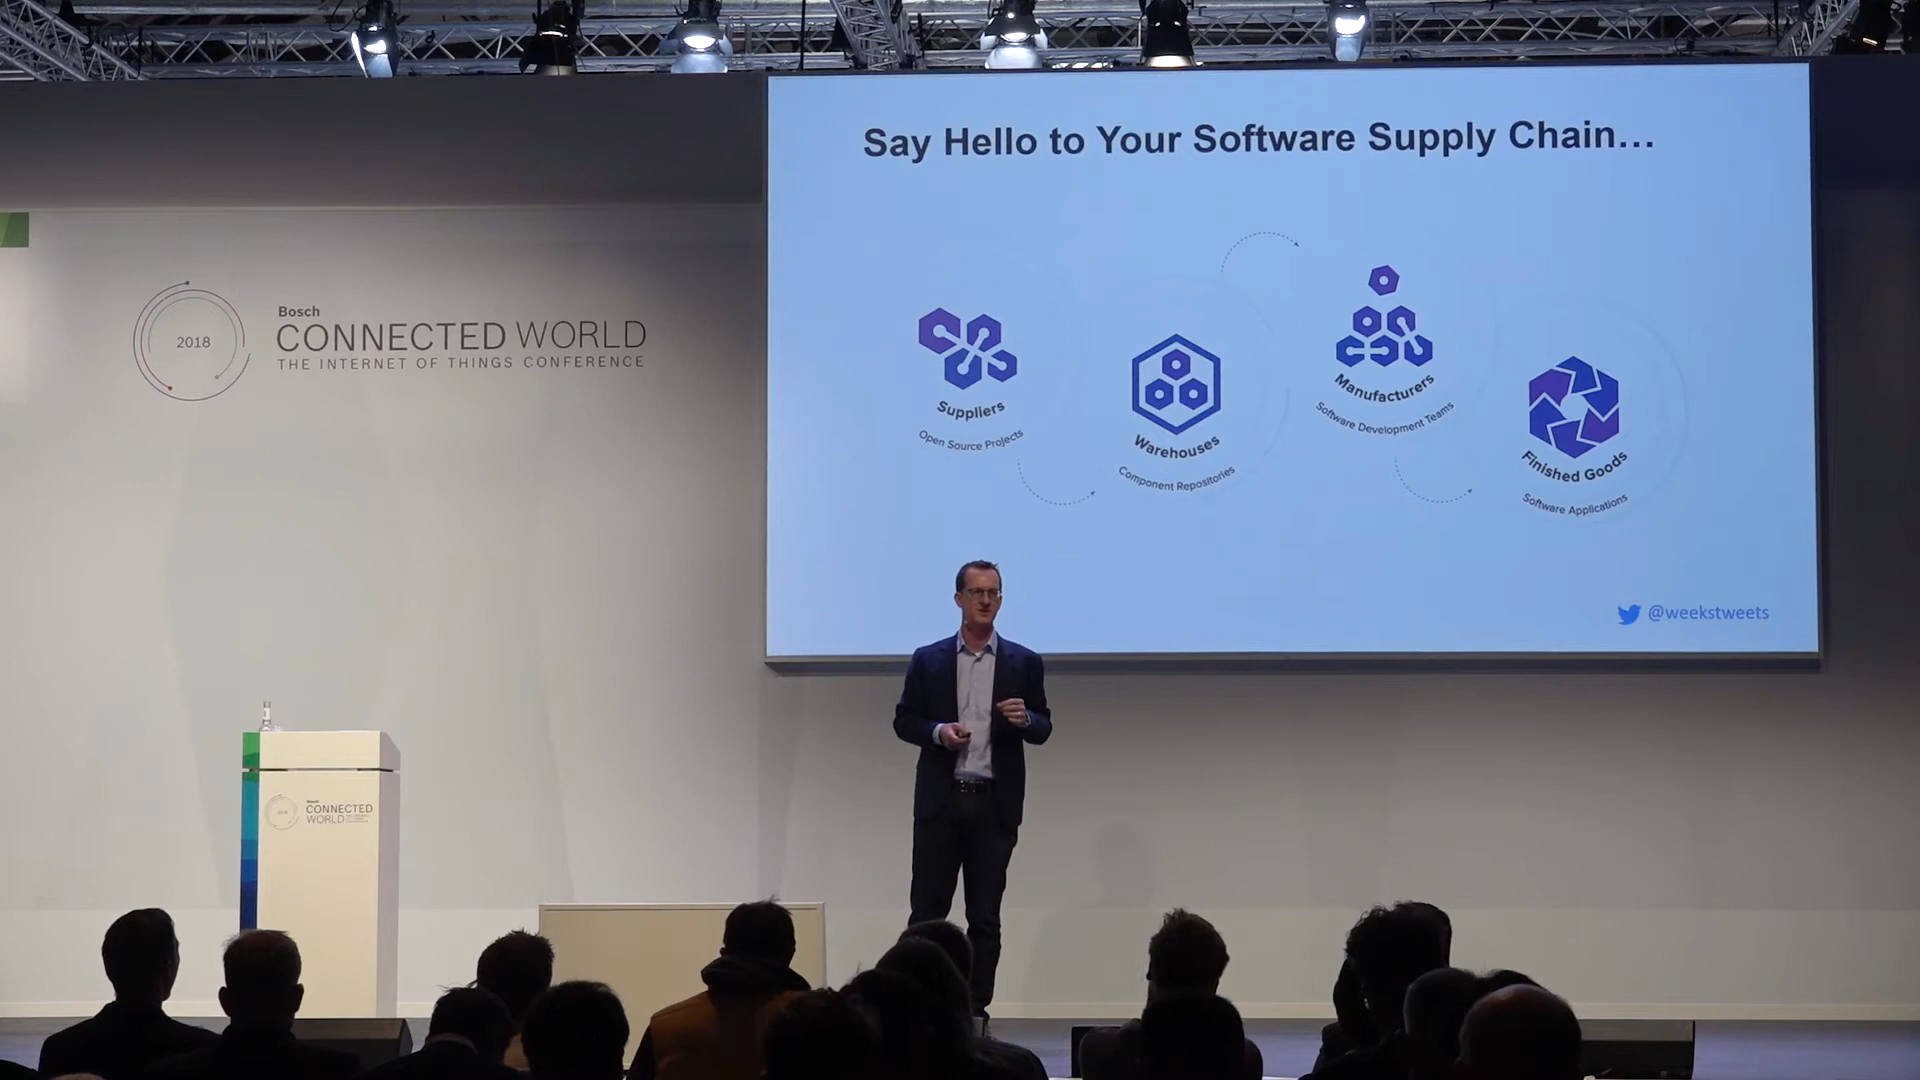 Say Hello to Your Software Supply Chain...
Suppliers
Open Source Projects
Warehouses
Component Repositories
Manufacturers
Software Development Teams
Finished Goods
Software Applications
@weekstweets
2018
Bosch
CONNECTED WORLD
THE INTERNET OF THINGS CONFERENCE
Bosch
CONNECTED
WORLD